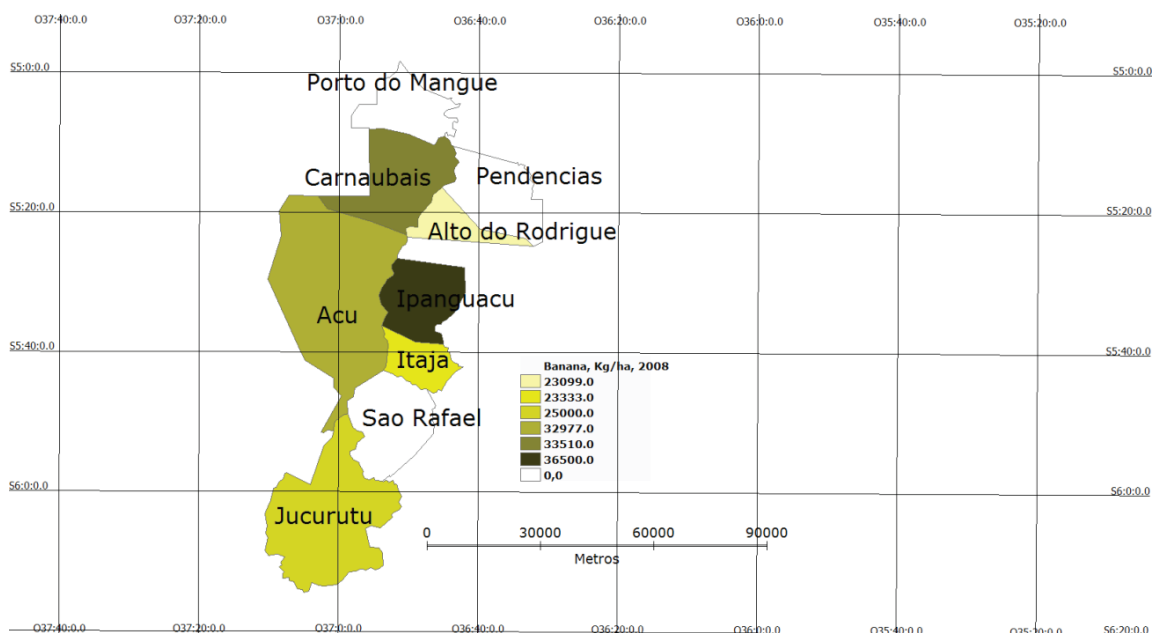 O37:40:0.0 O37:20:0.0 O37:0:0.0 O36:40:0.0 O36:20:0.0 O36:0:0.0 O35:40:0.0 O35:20:0.0
S5:0:0.0 S5:0:0.0
Porto do Mangue
Carnaubais Pendencias
S5:20:0.0 S5:20:0.0
Alto do Rodrigue
Ipanguacu
Acu
S5:40:0.0 S5:40:0.0
Itaja
Banana, Kg/ha, 2008
23099.0
23333.0
25000.0
32977.0
33510.0
36500.0
0,0
Sao Rafael
S6:0:0.0 S6:0:0.0
Jucurutu
0 30000 60000 90000
Metros
O37:40:0.0 O37:20:0.0 O37:0:0.0 O36:40:0.0 O36:20:0.0 O36:0:0.0 O35:40:0.0 S6:20:0.0